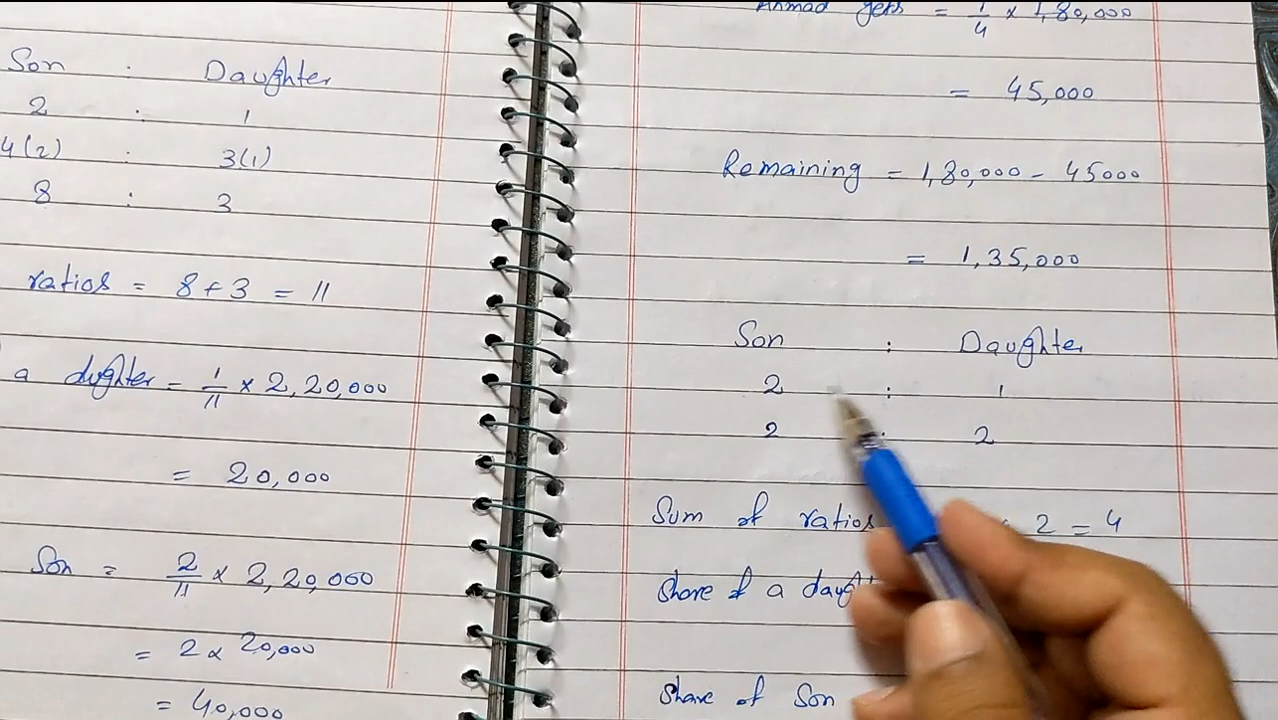 Son : Daughter
2 : 1
4(2) : 3(1)
8 : 3
ratios = 8 + 3 = 11
a dughter = 1/11 × 2,20,000
= 20,000
Son = 2/11 × 2,20,000
= 2 × 20,000
= 40,000
Ahmad gets = 1/4 × 1,80,000
= 45,000
Remaining = 1,80,000 - 45000
= 1,35,000
Son : Daughter
2 : 1
2 : 2
Sum of ratios 2 = 4
Share of a daug
Share of Son